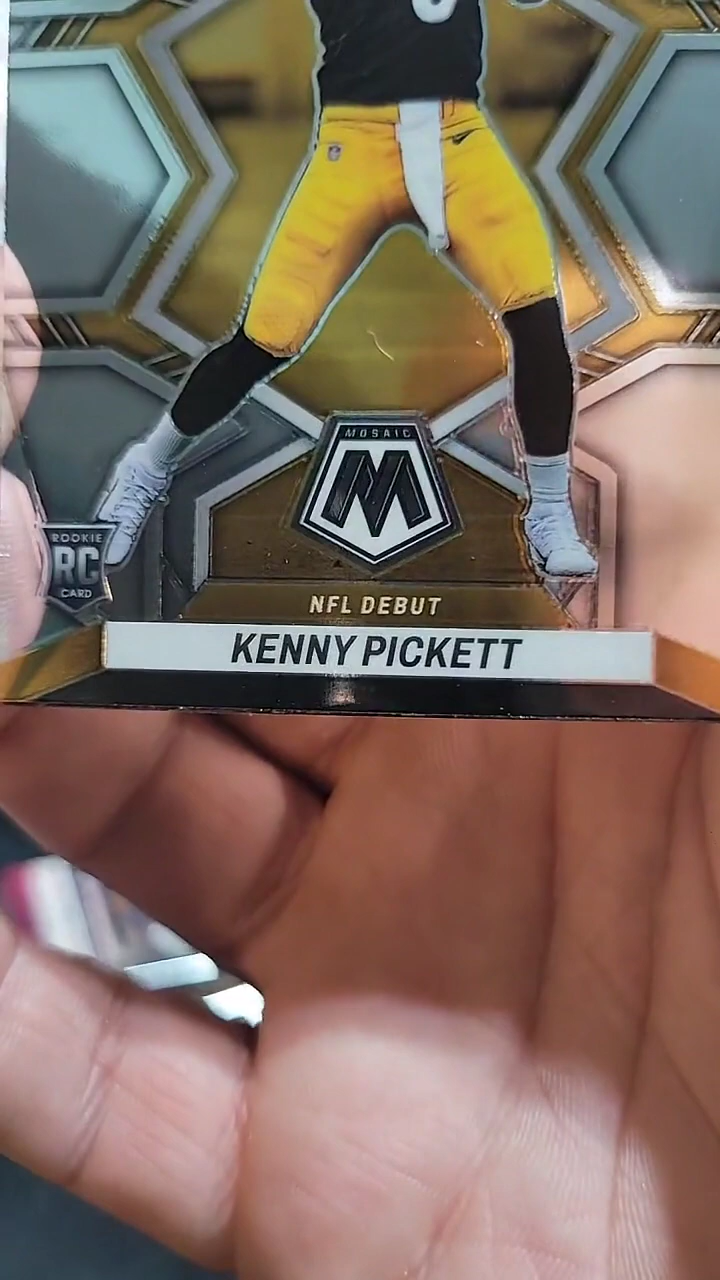 MOSAIC
M
ROOKIE
RC
CARD
NFL DEBUT
KENNY PICKETT